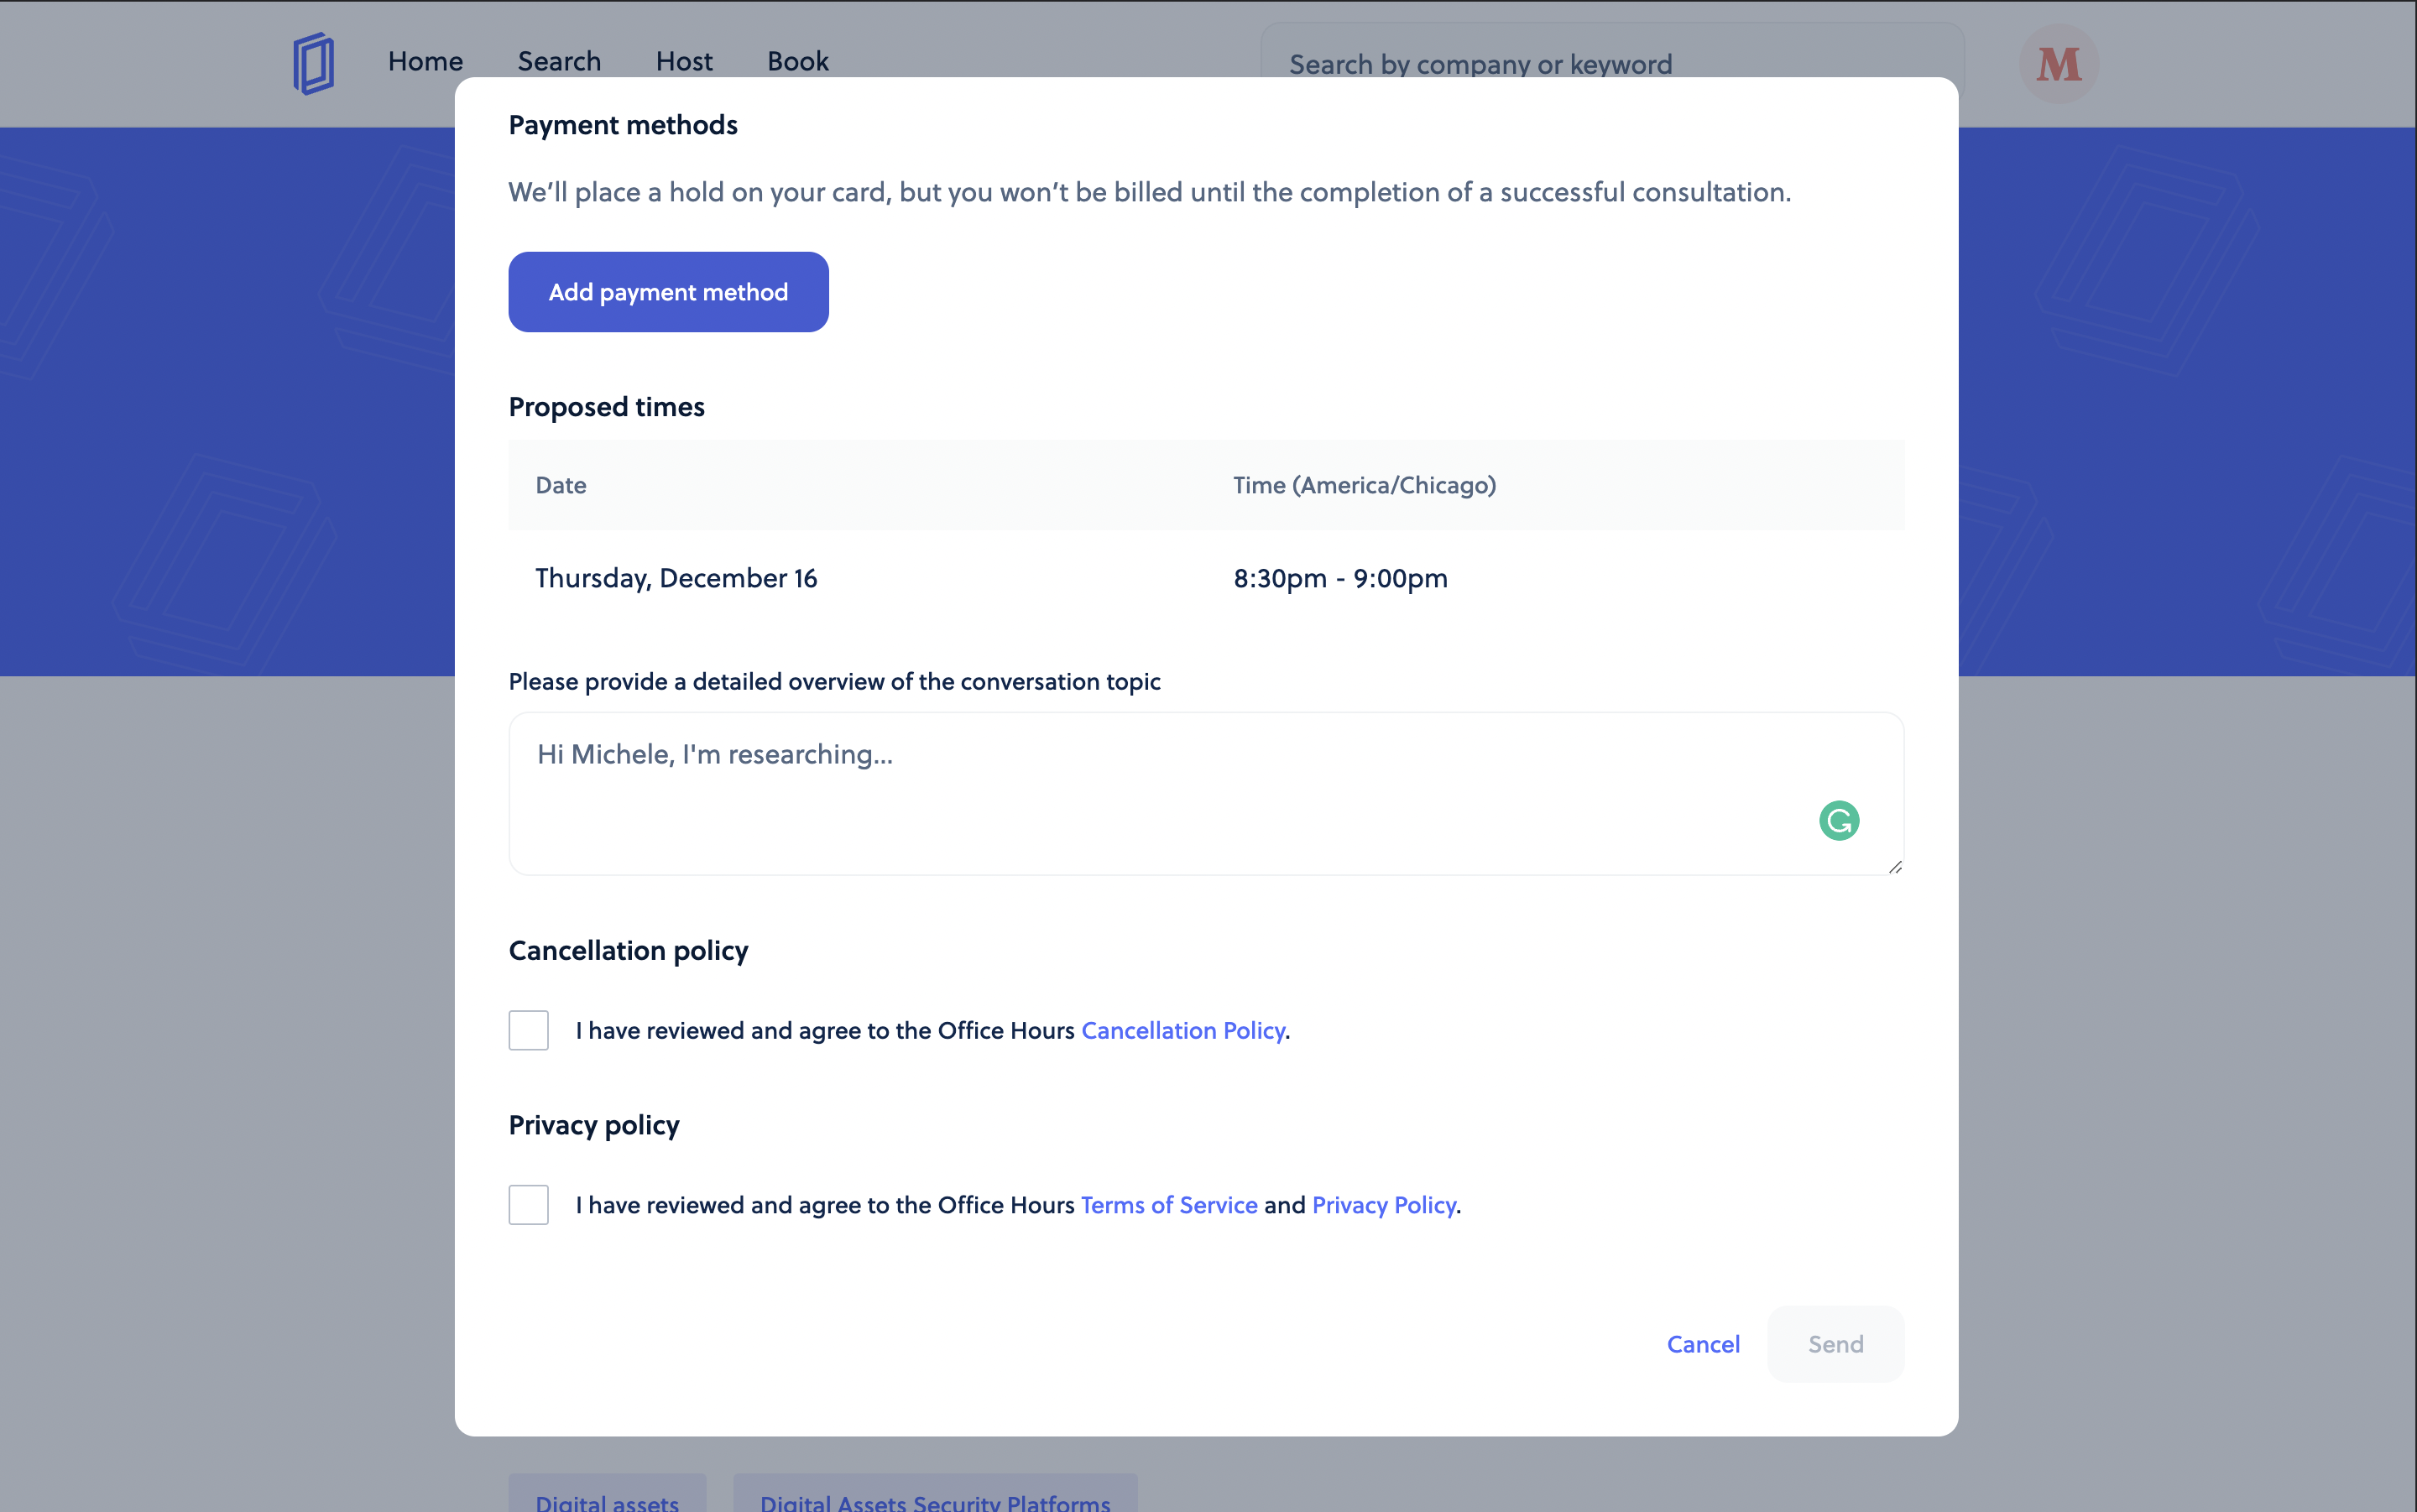 Home Search Host Book
Search by company or keyword
M
Payment methods
We’ll place a hold on your card, but you won’t be billed until the completion of a successful consultation.
Add payment method
Proposed times
Date Time (America/Chicago)
Thursday, December 16 8:30pm - 9:00pm
Please provide a detailed overview of the conversation topic
Hi Michele, I'm researching...
Cancellation policy
I have reviewed and agree to the Office Hours Cancellation Policy.
Privacy policy
I have reviewed and agree to the Office Hours Terms of Service and Privacy Policy.
Cancel Send
Digital assets Digital Assets Security Platforms